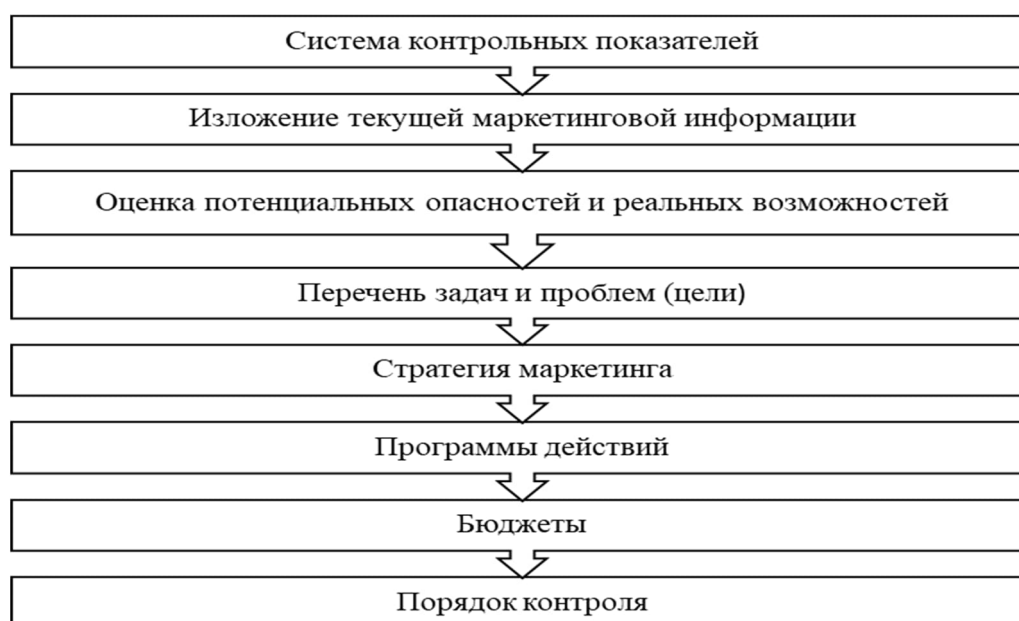 Система контрольных показателей
Изложение текущей маркетинговой информации
Оценка потенциальных опасностей и реальных возможностей
Перечень задач и проблем (цели)
Стратегия маркетинга
Программы действий
Бюджеты
Порядок контроля